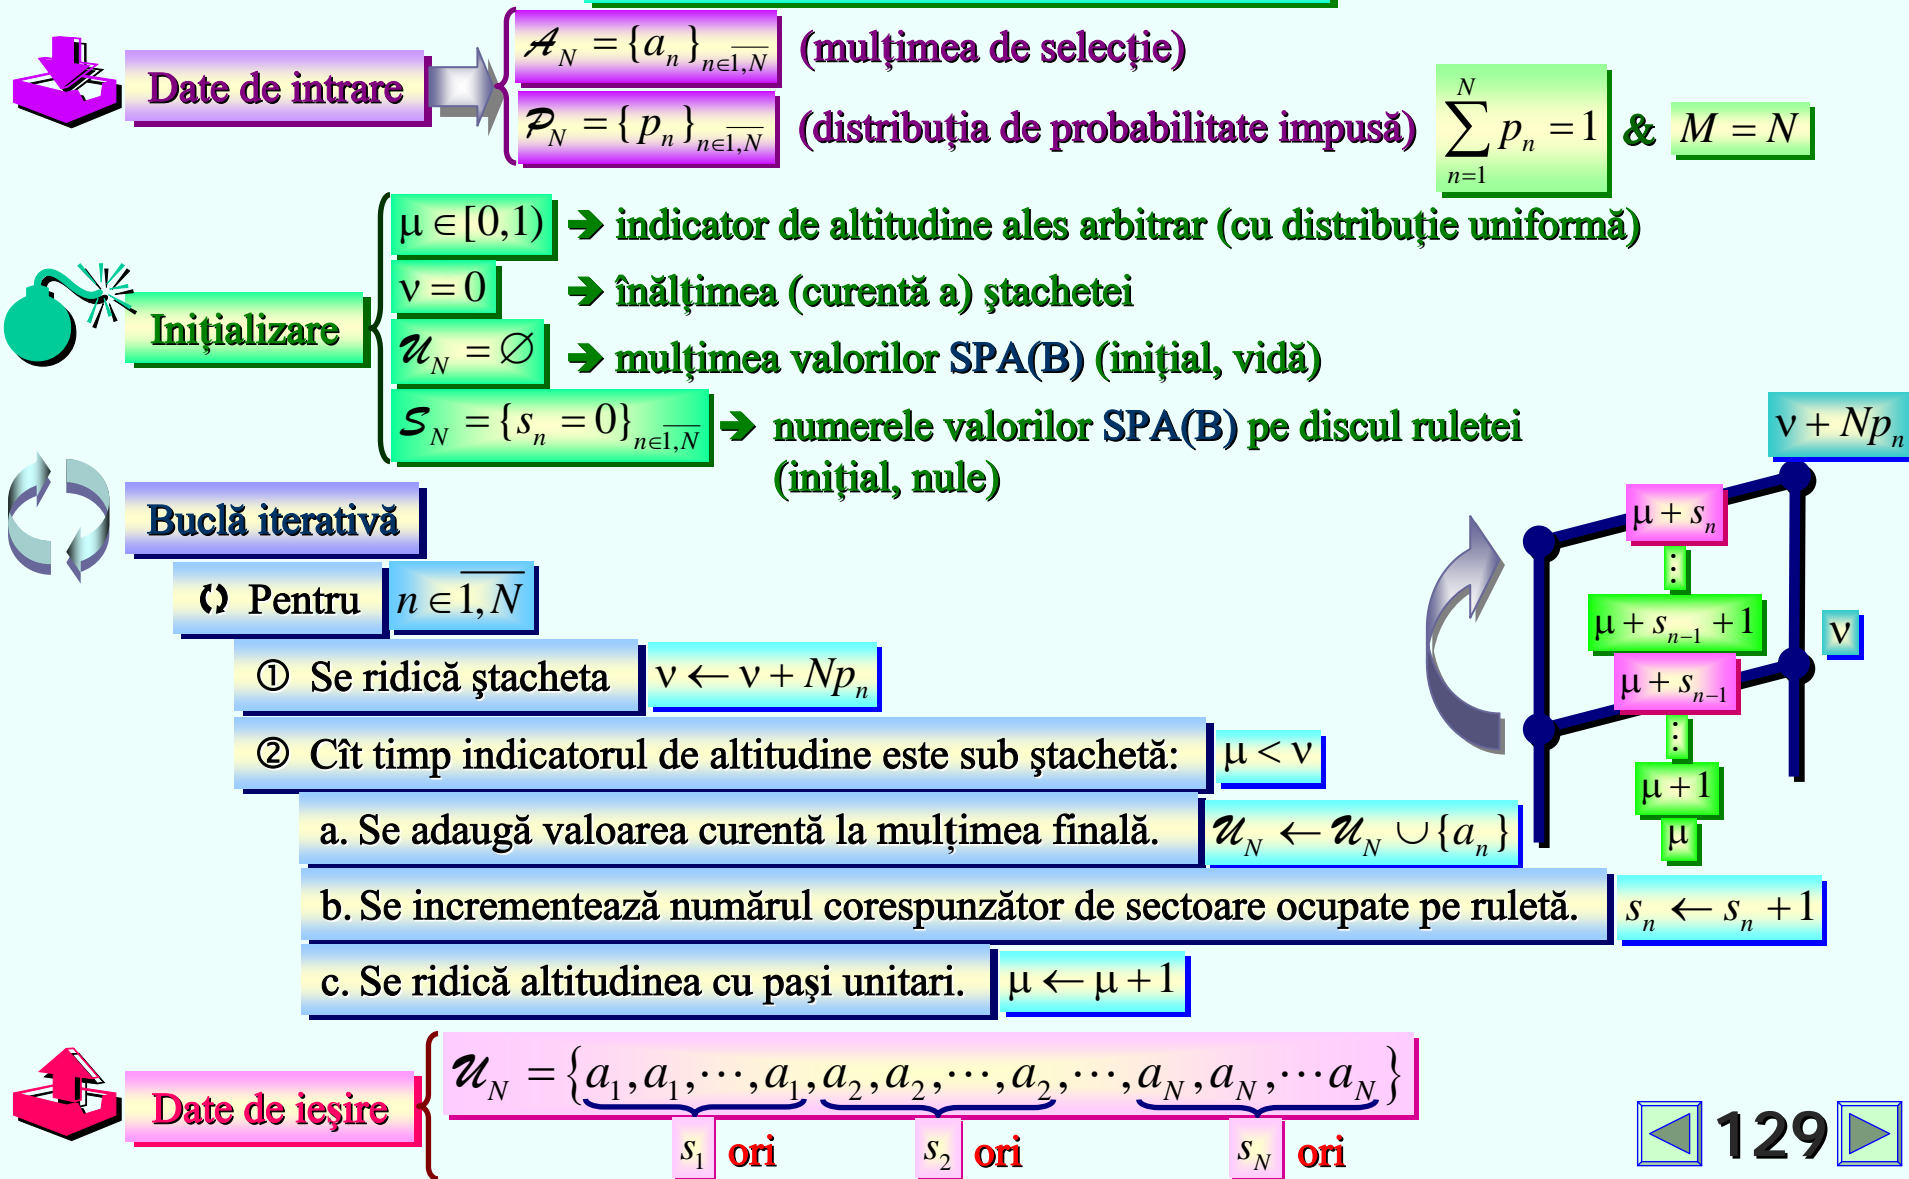 Date de intrare
𝒜_N = {a_n}_{n∈\overline{1,N}} (mulţimea de selecţie)
𝒫_N = {p_n}_{n∈\overline{1,N}} (distribuţia de probabilitate impusă) \sum_{n=1}^{N} p_n = 1 & M = N
Iniţializare
μ ∈ [0,1) ➔ indicator de altitudine ales arbitrar (cu distribuţie uniformă)
ν = 0 ➔ înălţimea (curentă a) ştachetei
𝒰_N = ∅ ➔ mulţimea valorilor SPA(B) (iniţial, vidă)
𝒮_N = {s_n = 0}_{n∈\overline{1,N}} ➔ numerele valorilor SPA(B) pe discul ruletei
(iniţial, nule)
Buclă iterativă
Pentru n ∈ \overline{1,N}
① Se ridică ştacheta ν ← ν + Np_n
② Cît timp indicatorul de altitudine este sub ştachetă: μ < ν
a. Se adaugă valoarea curentă la mulţimea finală. 𝒰_N ← 𝒰_N ∪ {a_n}
b. Se incrementează numărul corespunzător de sectoare ocupate pe ruletă. s_n ← s_n + 1
c. Se ridică altitudinea cu paşi unitari. μ ← μ + 1
ν + Np_n
μ + s_n
⋮
μ + s_{n−1} + 1
ν
μ + s_{n−1}
⋮
μ + 1
μ
Date de ieşire
𝒰_N = {a_1, a_1, ⋯, a_1, a_2, a_2, ⋯, a_2, ⋯, a_N, a_N, ⋯ a_N}
s_1 ori s_2 ori s_N ori
129